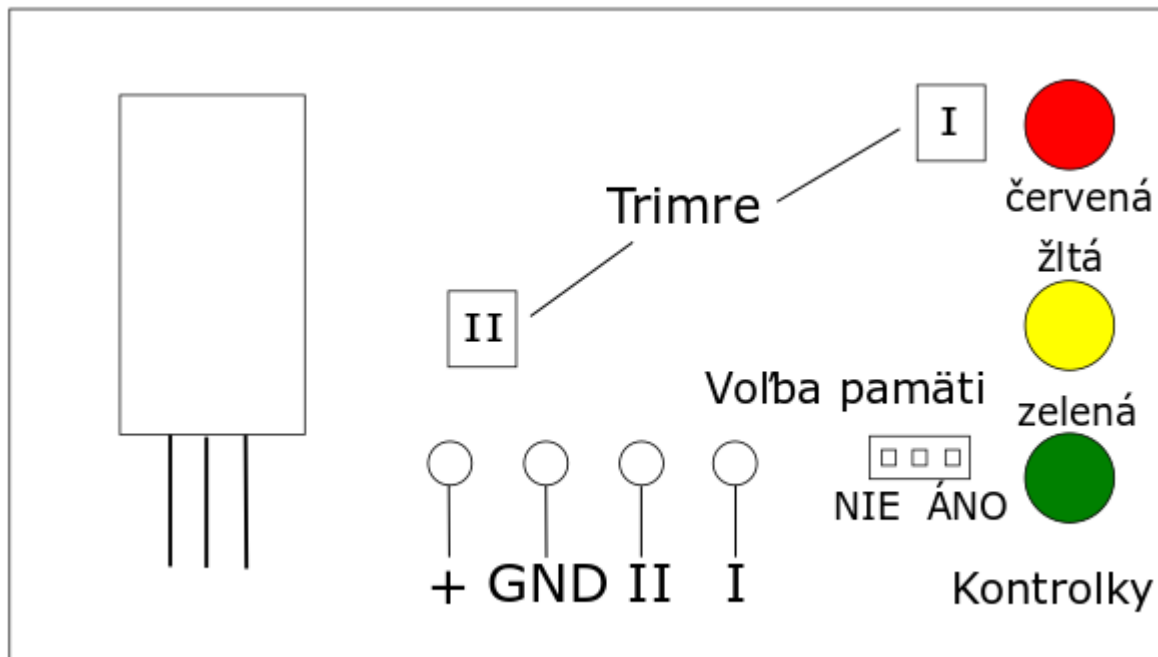 I
červená
Trimre
žltá
II
Voľba pamäti
zelená
NIE ÁNO
+ GND II I
Kontrolky